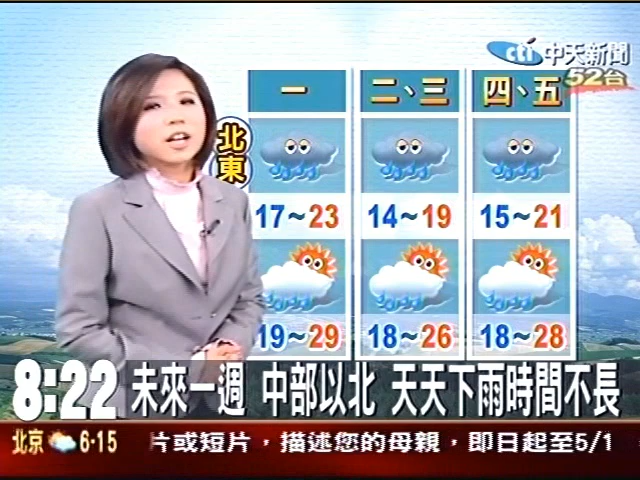 cti 中天新聞
52台
一 二、三 四、五
北東
17~23 14~19 15~21
19~29 18~26 18~28
8:22 未來一週 中部以北 天天下雨時間不長
北京 6-15 片或短片，描述您的母親，即日起至5/1